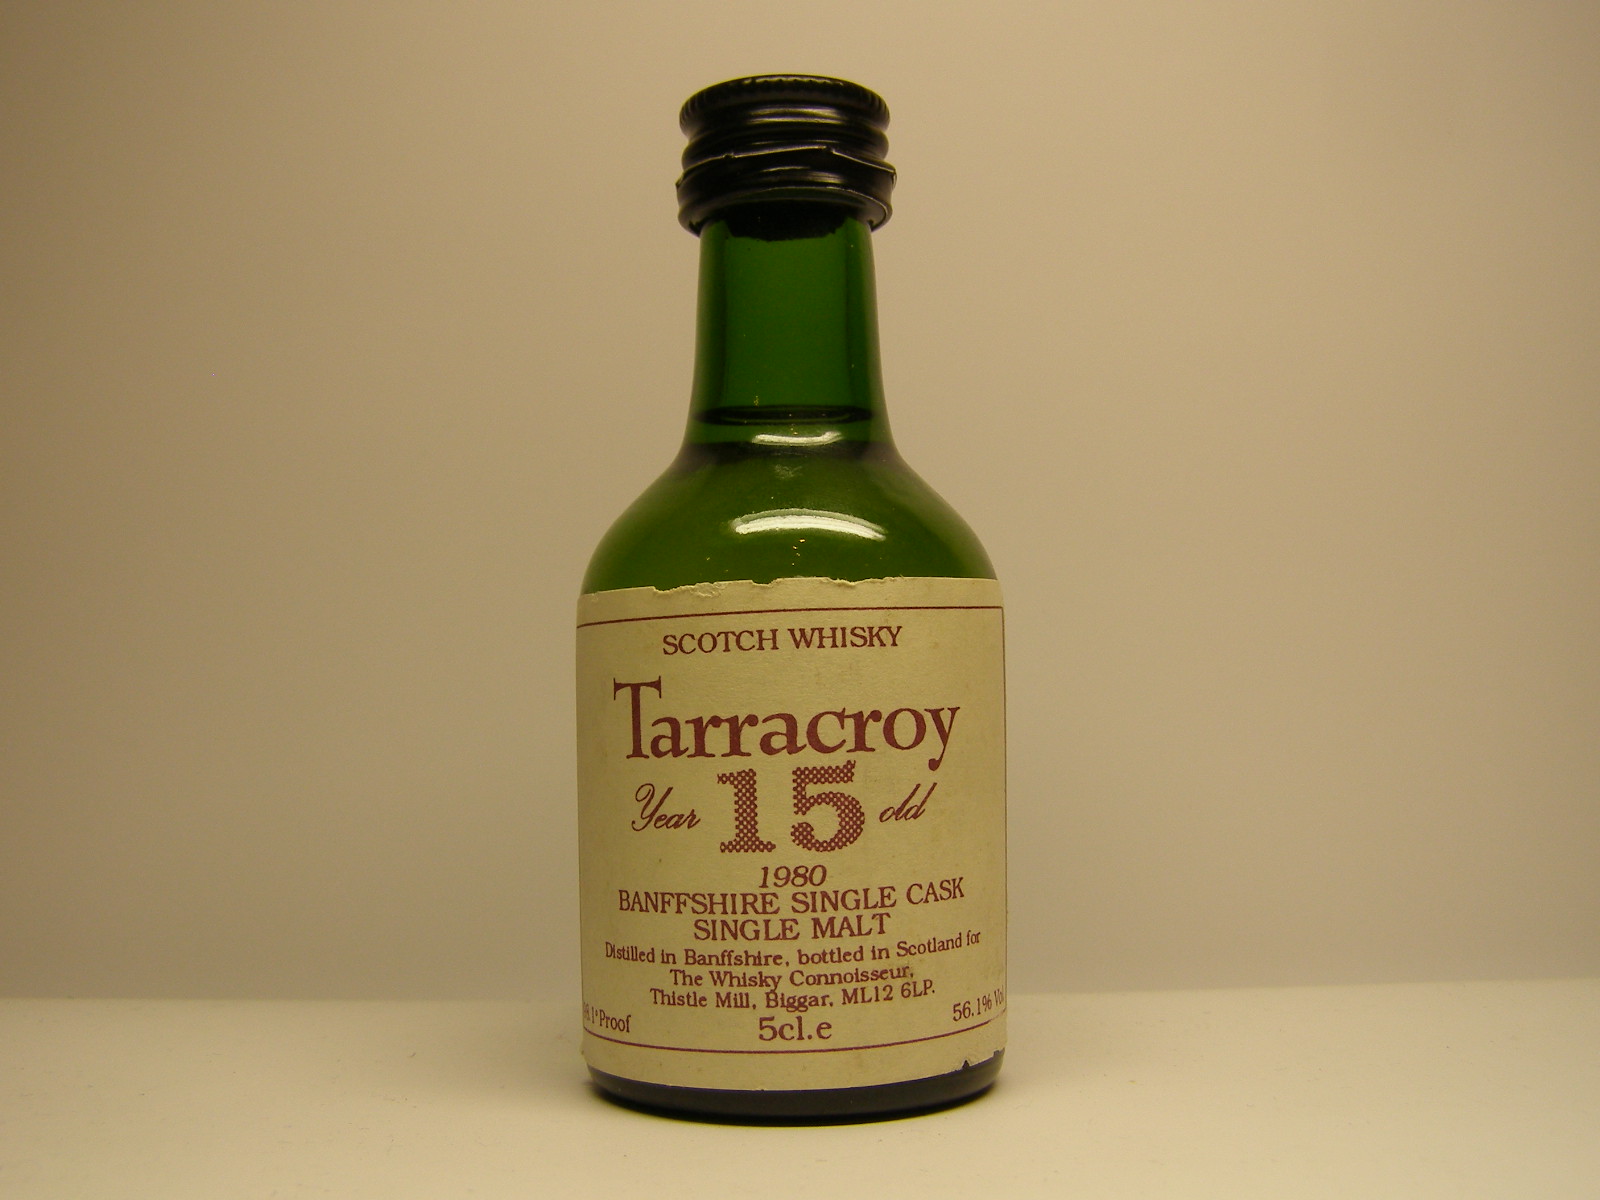 SCOTCH WHISKY
Tarracroy
Year 15 old
1980
BANFFSHIRE SINGLE CASK
SINGLE MALT
Distilled in Banffshire, bottled in Scotland for
The Whisky Connoisseur,
Thistle Mill, Biggar, ML12 6LP.
Proof
5cl.e
56.1% Vol